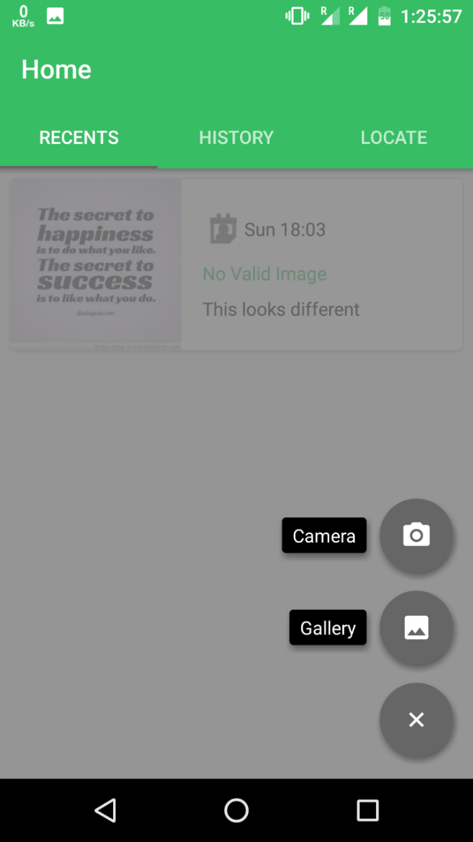 0
KB/s
R
R
1:25:57
Home
RECENTS
HISTORY
LOCATE
The secret to
happiness
is to do what you like.
The secret to
success
is to like what you do.
Sun 18:03
No Valid Image
This looks different
Camera
Gallery